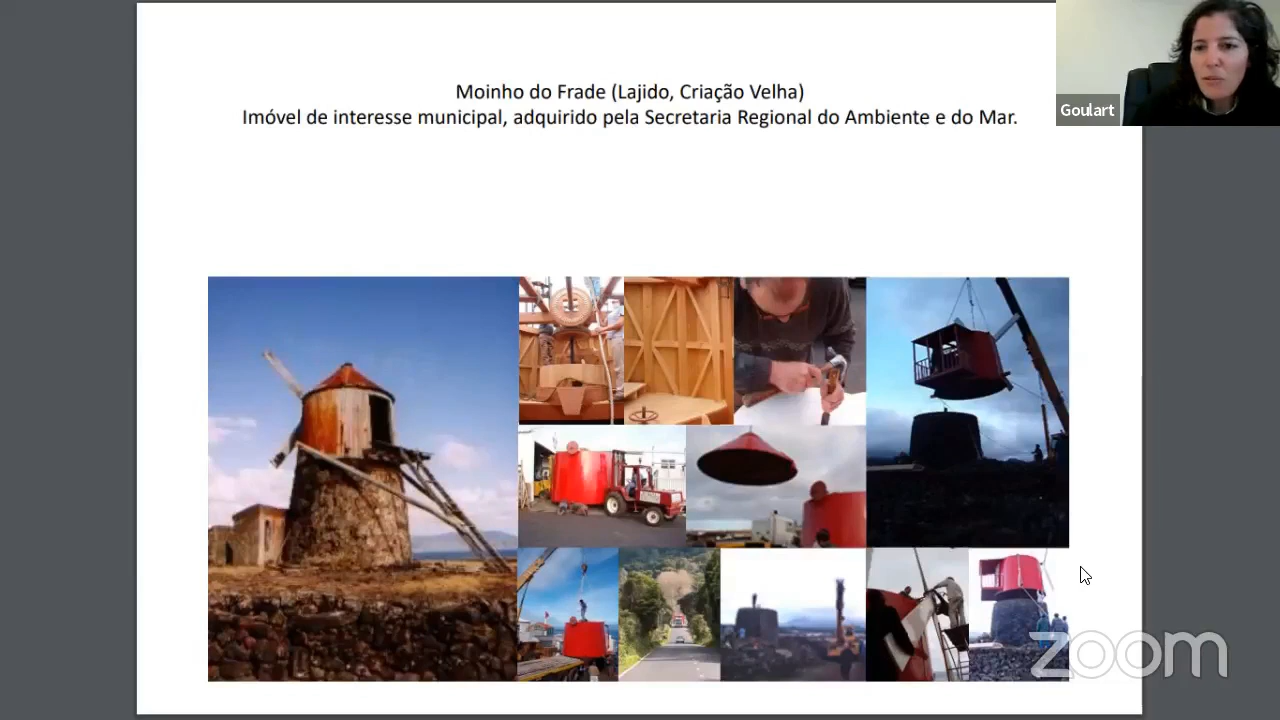 Moinho do Frade (Lajido, Criação Velha)
Imóvel de interesse municipal, adquirido pela Secretaria Regional do Ambiente e do Mar.
Goulart
zoom